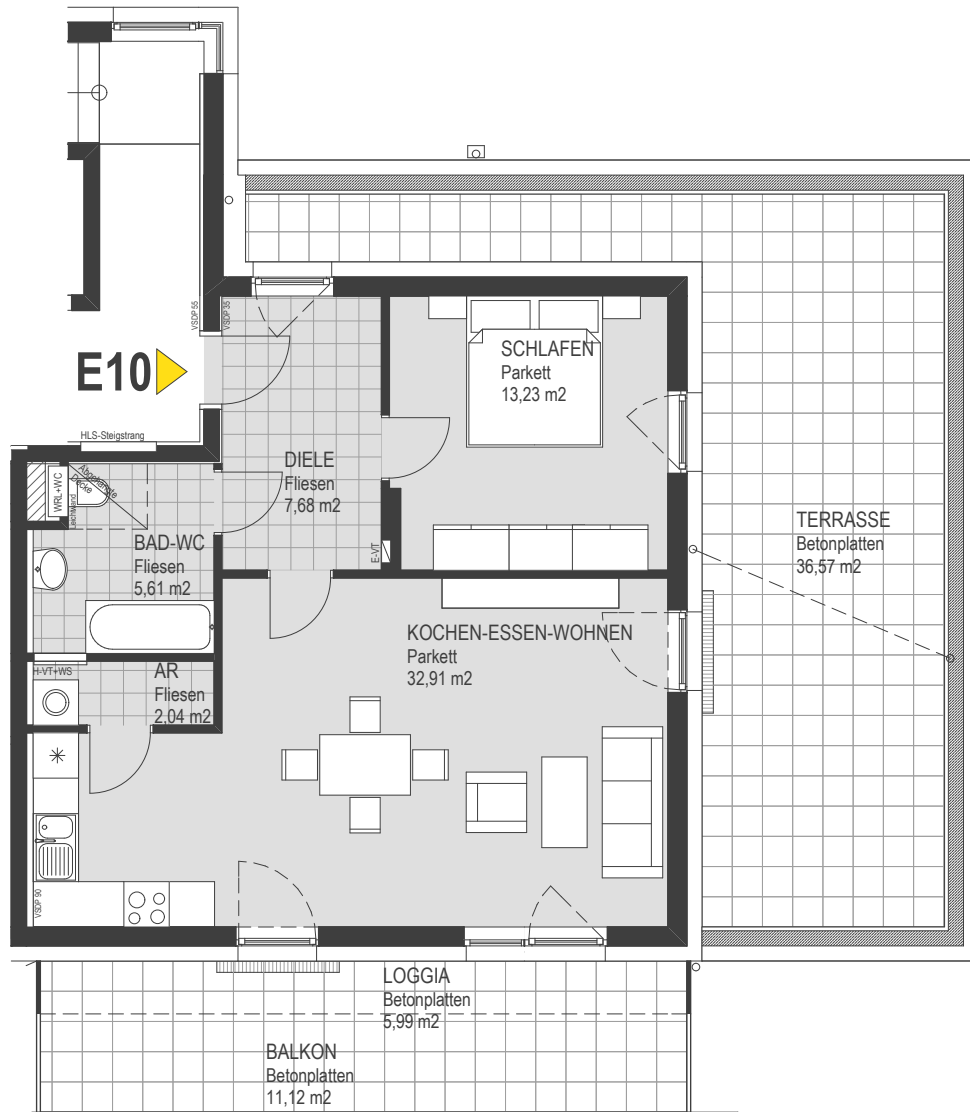 VSDP 55
VSDP 35
E10
HLS-Steigstrang
SCHLAFEN
Parkett
13,23 m2
DIELE
Fliesen
7,68 m2
WRL+WC
Leichtwand
Abgehängte
Decke
E-VT
BAD-WC
Fliesen
5,61 m2
TERRASSE
Betonplatten
36,57 m2
KOCHEN-ESSEN-WOHNEN
Parkett
32,91 m2
H-VT+WS
AR
Fliesen
2,04 m2
VSDP 90
LOGGIA
Betonplatten
5,99 m2
BALKON
Betonplatten
11,12 m2